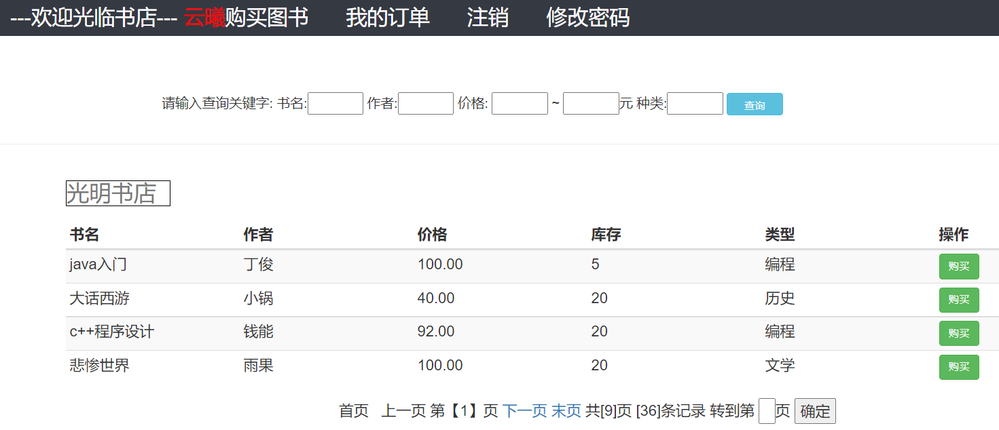 ---欢迎光临书店--- 云曦购买图书 我的订单 注销 修改密码
请输入查询关键字: 书名: 作者: 价格: ~ 元 种类: 查询
光明书店
书名 作者 价格 库存 类型 操作
java入门 丁俊 100.00 5 编程 购买
大话西游 小锅 40.00 20 历史 购买
c++程序设计 钱能 92.00 20 编程 购买
悲惨世界 雨果 100.00 20 文学 购买
首页 上一页 第【1】页 下一页 末页 共[9]页 [36]条记录 转到第 页 确定